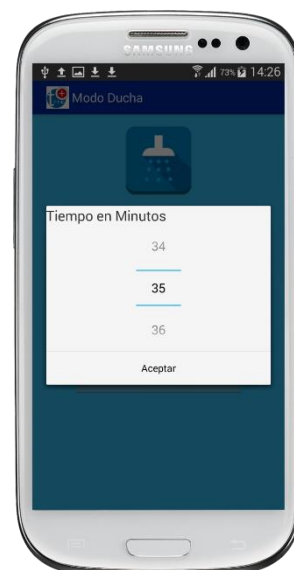 SAMSUNG
73% 14:26
Modo Ducha
Tiempo en Minutos
34
35
36
Aceptar